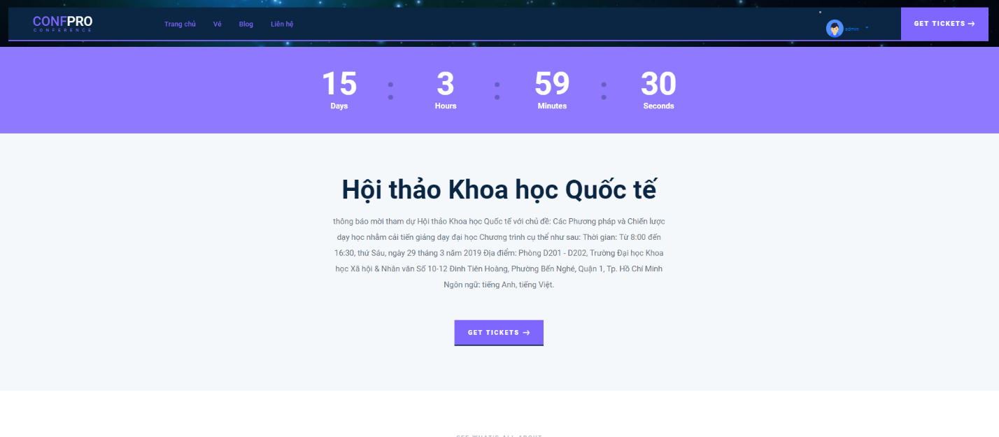 CONFPRO
CONFERENCE
Trang chủ Vé Blog Liên hệ
admin
GET TICKETS →
15 : 3 : 59 : 30
Days Hours Minutes Seconds
Hội thảo Khoa học Quốc tế
thông báo mời tham dự Hội thảo Khoa học Quốc tế với chủ đề: Các Phương pháp và Chiến lược
dạy học nhằm cải tiến giảng dạy đại học Chương trình cụ thể như sau: Thời gian: Từ 8:00 đến
16:30, thứ Sáu, ngày 29 tháng 3 năm 2019 Địa điểm: Phòng D201 - D202, Trường Đại học Khoa
học Xã hội & Nhân văn Số 10-12 Đinh Tiên Hoàng, Phường Bến Nghé, Quận 1, Tp. Hồ Chí Minh
Ngôn ngữ: tiếng Anh, tiếng Việt.
GET TICKETS →
SEE WHAT'S ALL ABOUT